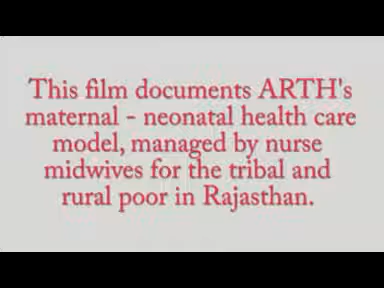 This film documents ARTH's
maternal - neonatal health care
model, managed by nurse
midwives for the tribal and
rural poor in Rajasthan.